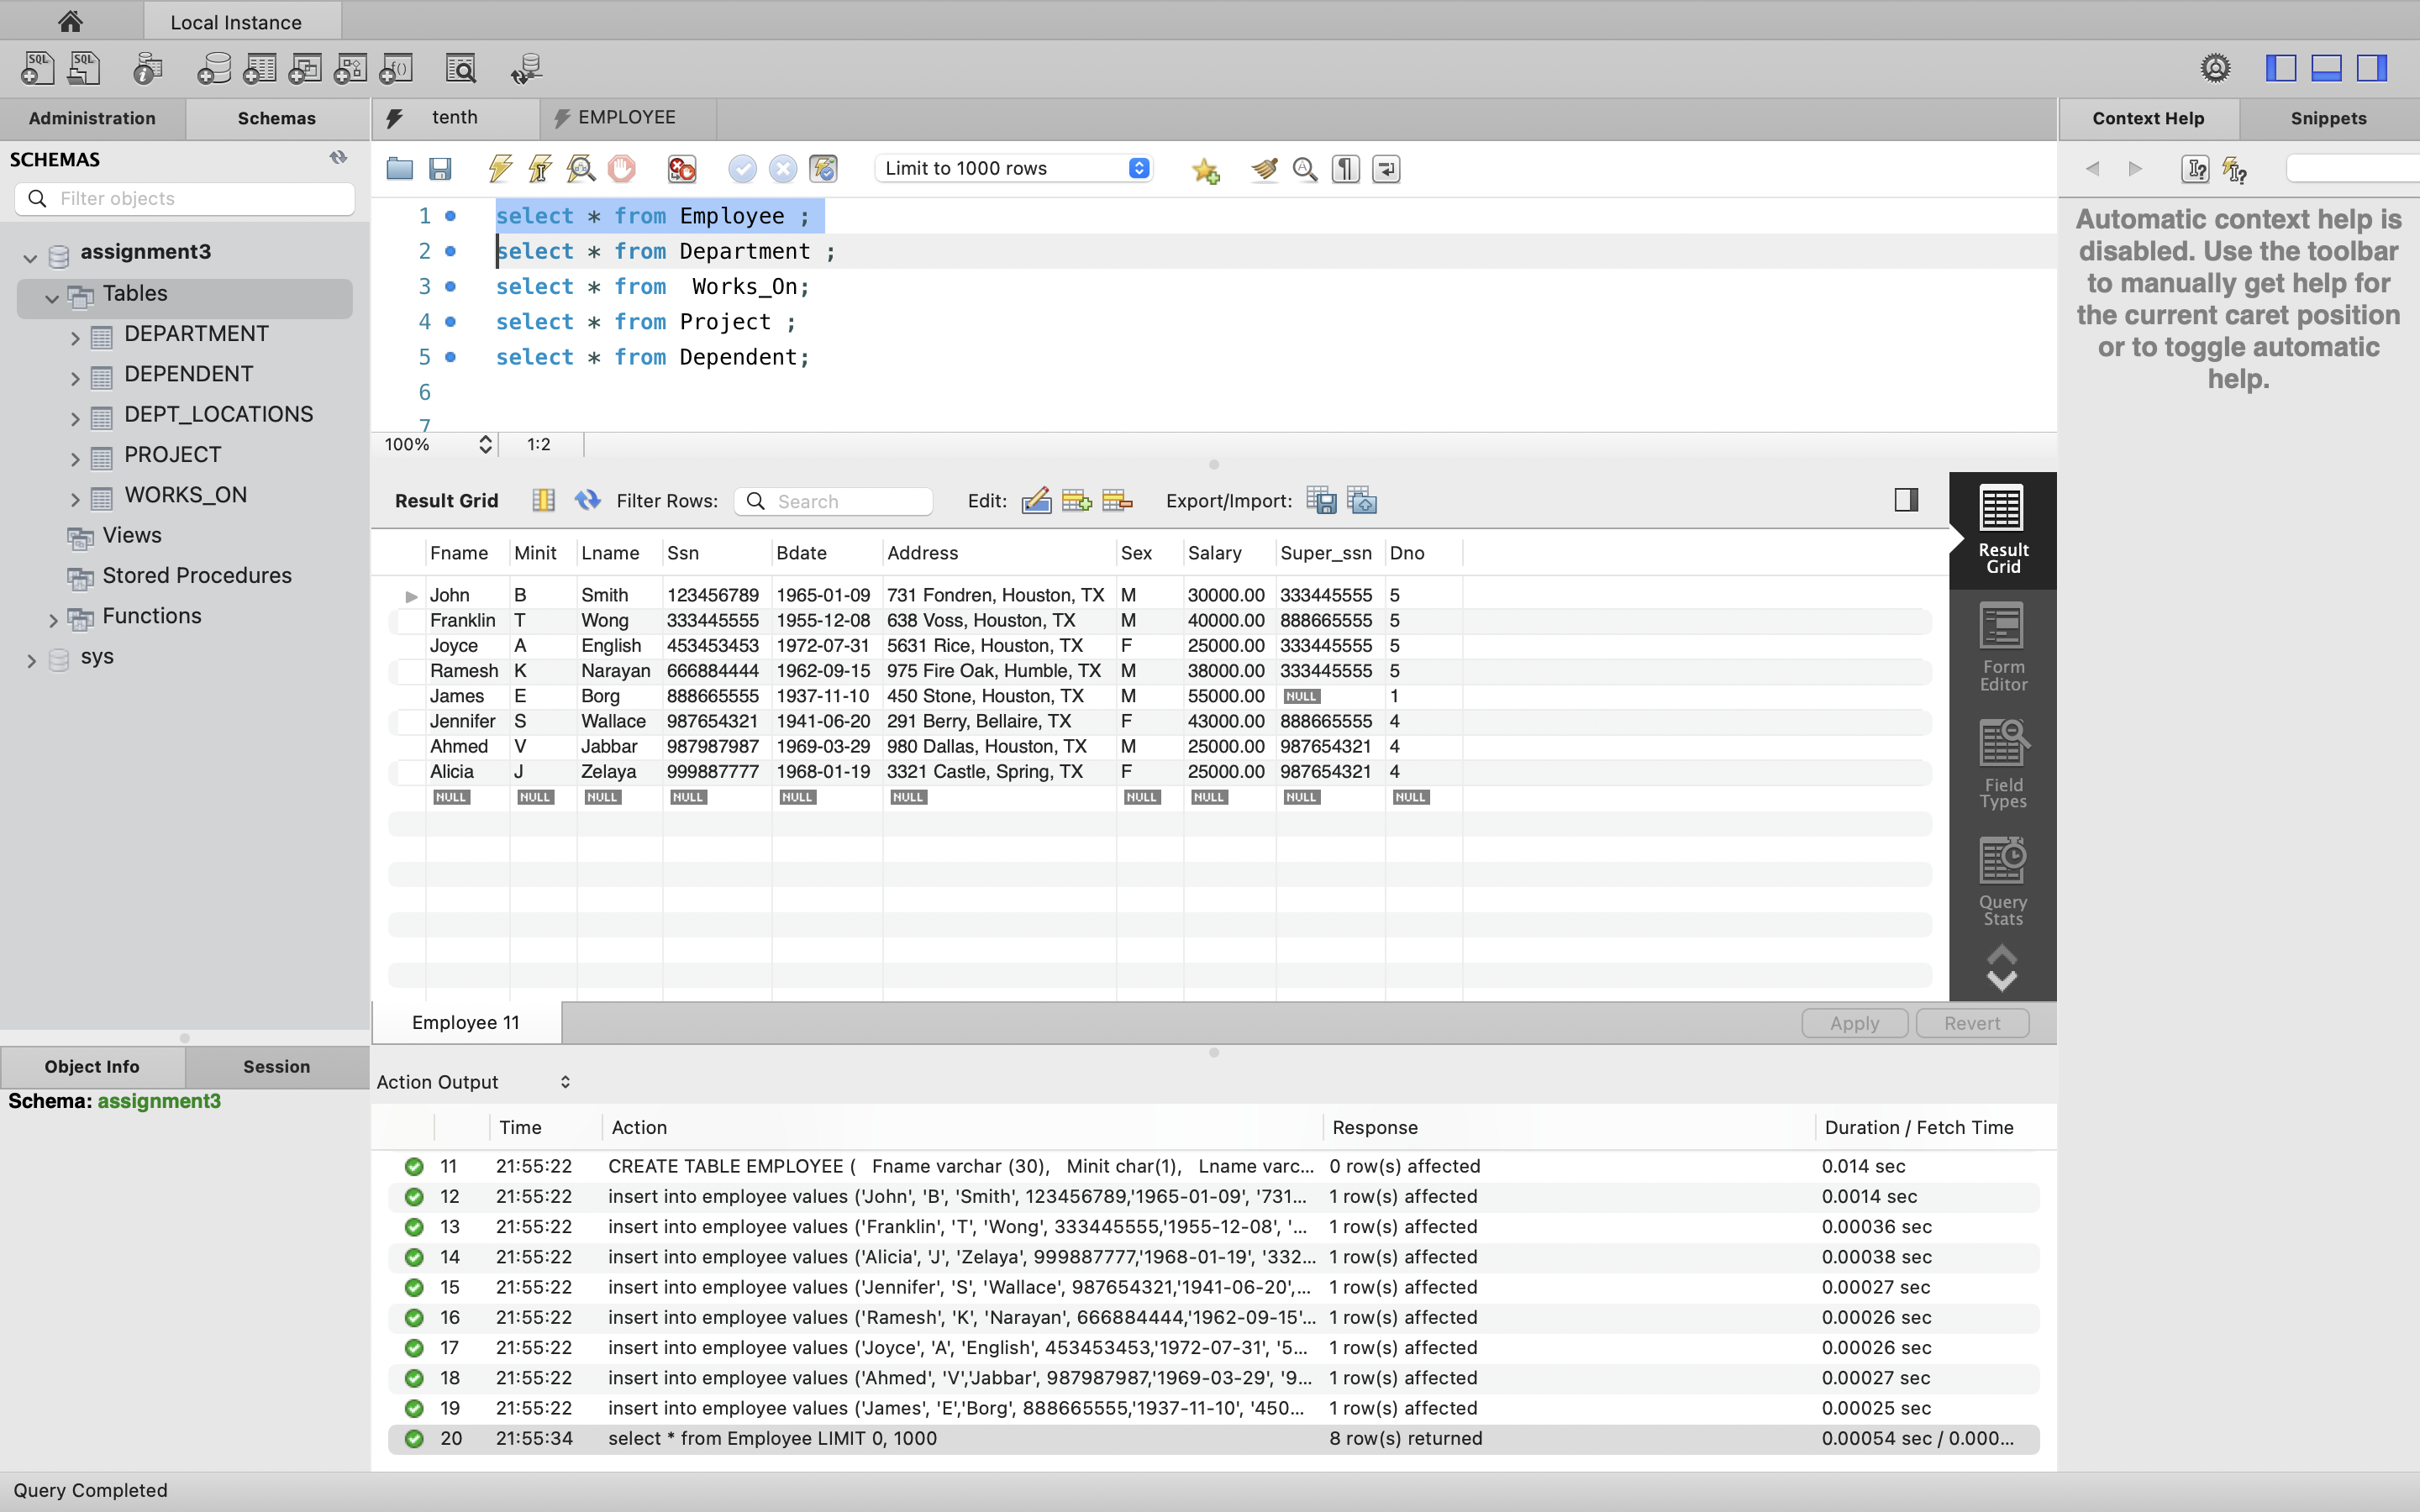 Local Instance
SQL SQL
Administration Schemas
tenth EMPLOYEE
Context Help Snippets
SCHEMAS
Filter objects
Limit to 1000 rows
assignment3
Tables
DEPARTMENT
DEPENDENT
DEPT_LOCATIONS
PROJECT
WORKS_ON
Views
Stored Procedures
Functions
sys
1 select * from Employee ;
2 select * from Department ;
3 select * from  Works_On;
4 select * from Project ;
5 select * from Dependent;
6
7
100% 1:2
Automatic context help is
disabled. Use the toolbar
to manually get help for
the current caret position
or to toggle automatic
help.
Result Grid Filter Rows: Search Edit: Export/Import:
Fname Minit Lname Ssn Bdate Address Sex Salary Super_ssn Dno
John B Smith 123456789 1965-01-09 731 Fondren, Houston, TX M 30000.00 333445555 5
Franklin T Wong 333445555 1955-12-08 638 Voss, Houston, TX M 40000.00 888665555 5
Joyce A English 453453453 1972-07-31 5631 Rice, Houston, TX F 25000.00 333445555 5
Ramesh K Narayan 666884444 1962-09-15 975 Fire Oak, Humble, TX M 38000.00 333445555 5
James E Borg 888665555 1937-11-10 450 Stone, Houston, TX M 55000.00 NULL 1
Jennifer S Wallace 987654321 1941-06-20 291 Berry, Bellaire, TX F 43000.00 888665555 4
Ahmed V Jabbar 987987987 1969-03-29 980 Dallas, Houston, TX M 25000.00 987654321 4
Alicia J Zelaya 999887777 1968-01-19 3321 Castle, Spring, TX F 25000.00 987654321 4
NULL NULL NULL NULL NULL NULL NULL NULL NULL NULL
Result
Grid
Form
Editor
Field
Types
Query
Stats
Employee 11 Apply Revert
Object Info Session
Schema: assignment3
Action Output
Time Action Response Duration / Fetch Time
11 21:55:22 CREATE TABLE EMPLOYEE (   Fname varchar (30),   Minit char(1),   Lname varc... 0 row(s) affected 0.014 sec
12 21:55:22 insert into employee values ('John', 'B', 'Smith', 123456789,'1965-01-09', '731... 1 row(s) affected 0.0014 sec
13 21:55:22 insert into employee values ('Franklin', 'T', 'Wong', 333445555,'1955-12-08', '... 1 row(s) affected 0.00036 sec
14 21:55:22 insert into employee values ('Alicia', 'J', 'Zelaya', 999887777,'1968-01-19', '332... 1 row(s) affected 0.00038 sec
15 21:55:22 insert into employee values ('Jennifer', 'S', 'Wallace', 987654321,'1941-06-20',... 1 row(s) affected 0.00027 sec
16 21:55:22 insert into employee values ('Ramesh', 'K', 'Narayan', 666884444,'1962-09-15'... 1 row(s) affected 0.00026 sec
17 21:55:22 insert into employee values ('Joyce', 'A', 'English', 453453453,'1972-07-31', '5... 1 row(s) affected 0.00026 sec
18 21:55:22 insert into employee values ('Ahmed', 'V','Jabbar', 987987987,'1969-03-29', '9... 1 row(s) affected 0.00027 sec
19 21:55:22 insert into employee values ('James', 'E','Borg', 888665555,'1937-11-10', '450... 1 row(s) affected 0.00025 sec
20 21:55:34 select * from Employee LIMIT 0, 1000 8 row(s) returned 0.00054 sec / 0.000...
Query Completed